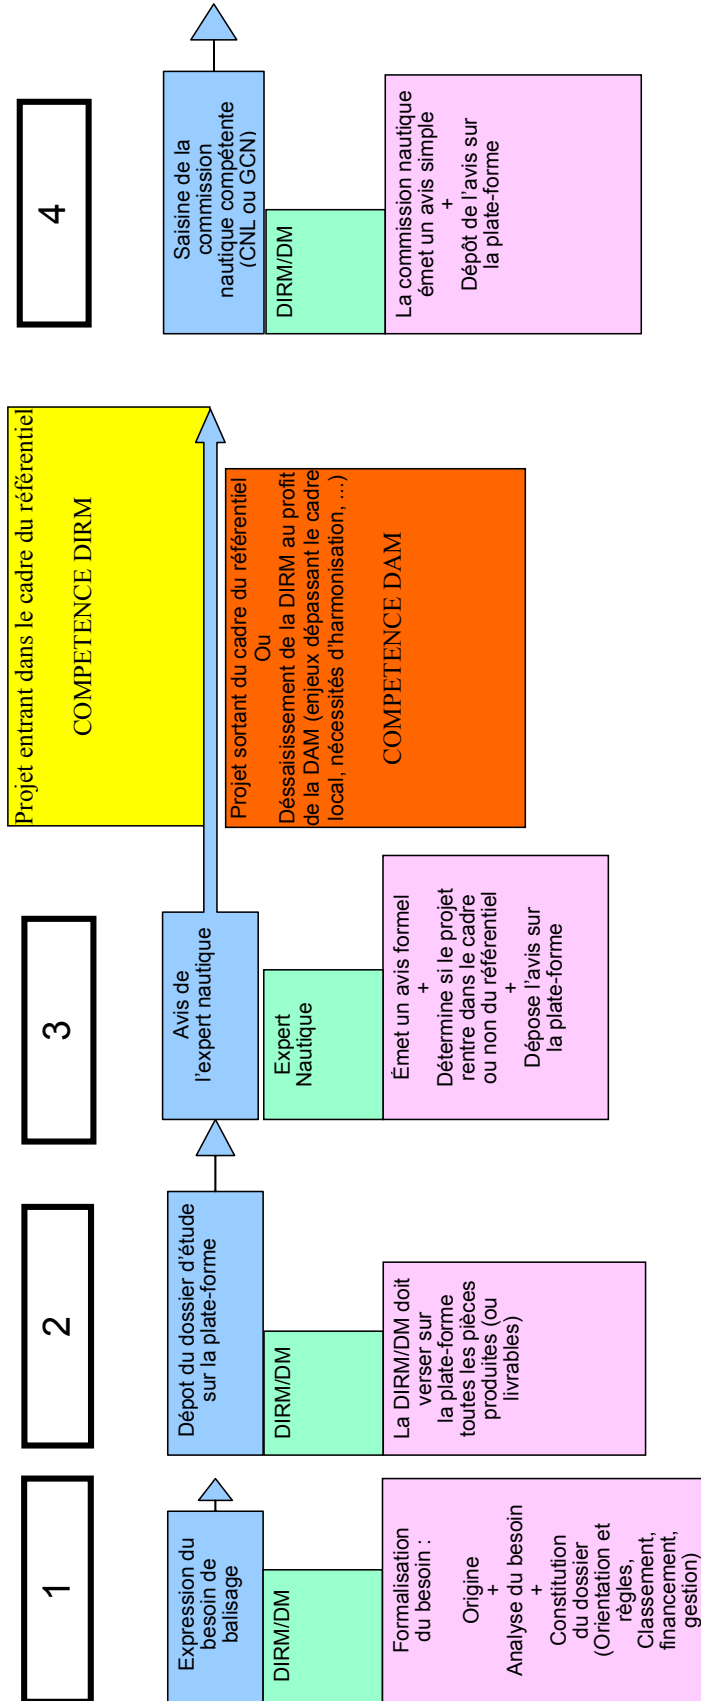 1
Expression du
besoin de
balisage
DIRM/DM
Formalisation
du besoin :
Origine
+
Analyse du besoin
+
Constitution
du dossier
(Orientation et
règles,
Classement,
financement,
gestion)
2
Dépot du dossier d'étude
sur la plate-forme
DIRM/DM
La DIRM/DM doit
verser sur
la plate-forme
toutes les pièces
produites (ou
livrables)
3
Avis de
l'expert nautique
Expert
Nautique
Émet un avis formel
+
Détermine si le projet
rentre dans le cadre
ou non du référentiel
+
Dépose l'avis sur
la plate-forme
Projet entrant dans le cadre du référentiel
COMPETENCE DIRM
Projet sortant du cadre du référentiel
Ou
Déssaisissement de la DIRM au profit
de la DAM (enjeux dépassant le cadre
local, nécessités d'harmonisation, ...)
COMPETENCE DAM
4
Saisine de la
commission
nautique compétente
(CNL ou GCN)
DIRM/DM
La commission nautique
émet un avis simple
+
Dépôt de l'avis sur
la plate-forme